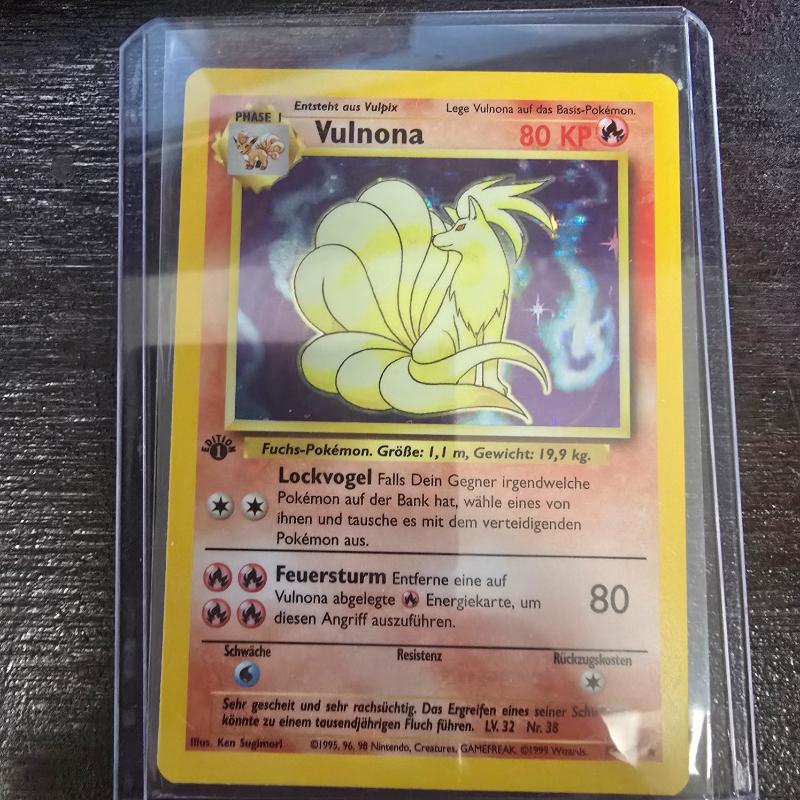 Entsteht aus Vulpix
Lege Vulnona auf das Basis-Pokémon.
PHASE 1
Vulnona
80 KP
EDITION 1
Fuchs-Pokémon. Größe: 1,1 m, Gewicht: 19,9 kg.
Lockvogel Falls Dein Gegner irgendwelche
Pokémon auf der Bank hat, wähle eines von
ihnen und tausche es mit dem verteidigenden
Pokémon aus.
Feuersturm Entferne eine auf
Vulnona abgelegte Energiekarte, um
diesen Angriff auszuführen.
80
Schwäche
Resistenz
Rückzugskosten
Sehr gescheit und sehr rachsüchtig. Das Ergreifen eines seiner
könnte zu einem tausendjährigen Fluch führen. LV. 32 Nr. 38
Illus. Ken Sugimori
©1995, 96, 98 Nintendo, Creatures, GAMEFREAK. ©1999 Wizards.